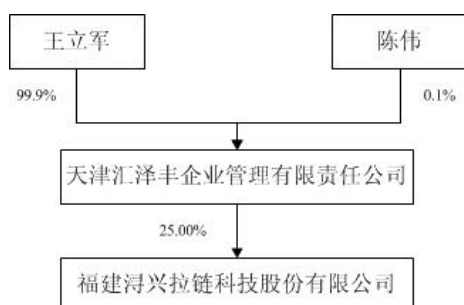 王立军
陈伟
99.9%
0.1%
天津汇泽丰企业管理有限责任公司
25.00%
福建浔兴拉链科技股份有限公司